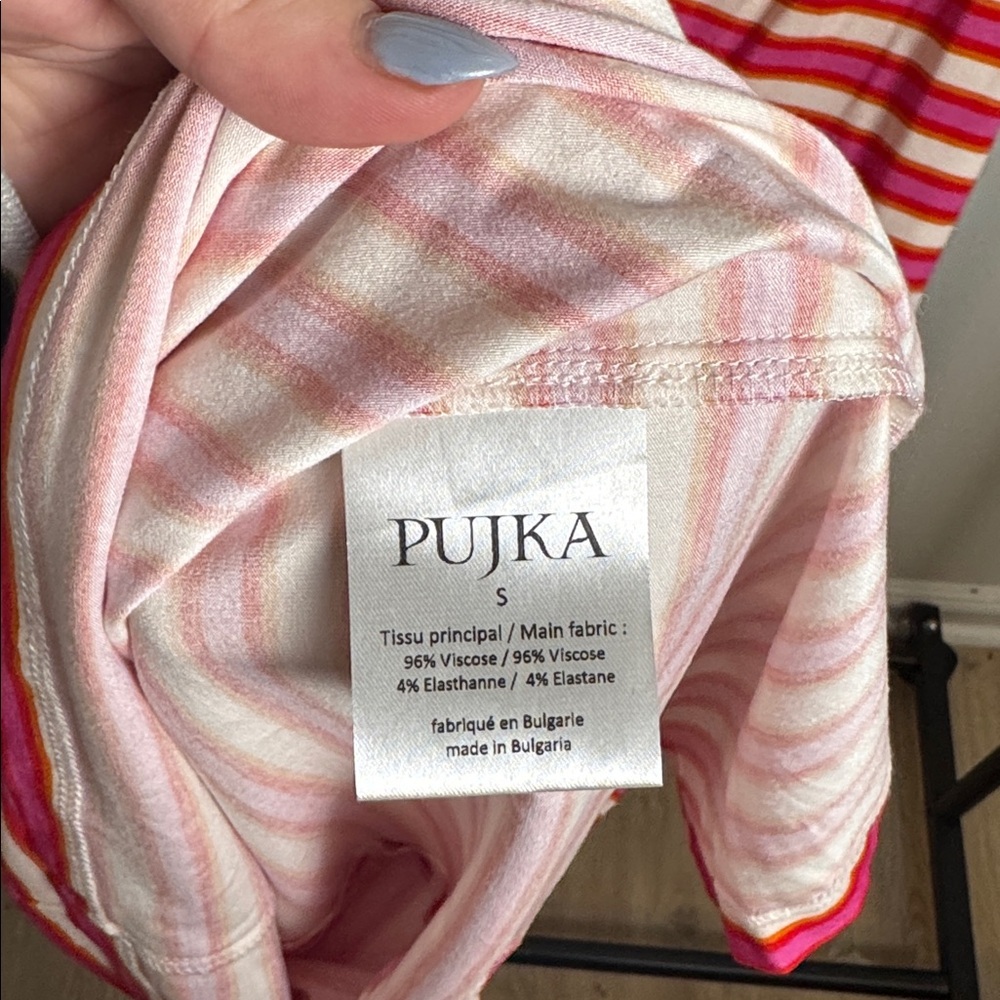 PUJKA
S
Tissu principal / Main fabric :
96% Viscose / 96% Viscose
4% Elasthanne / 4% Elastane
fabriqué en Bulgarie
made in Bulgaria